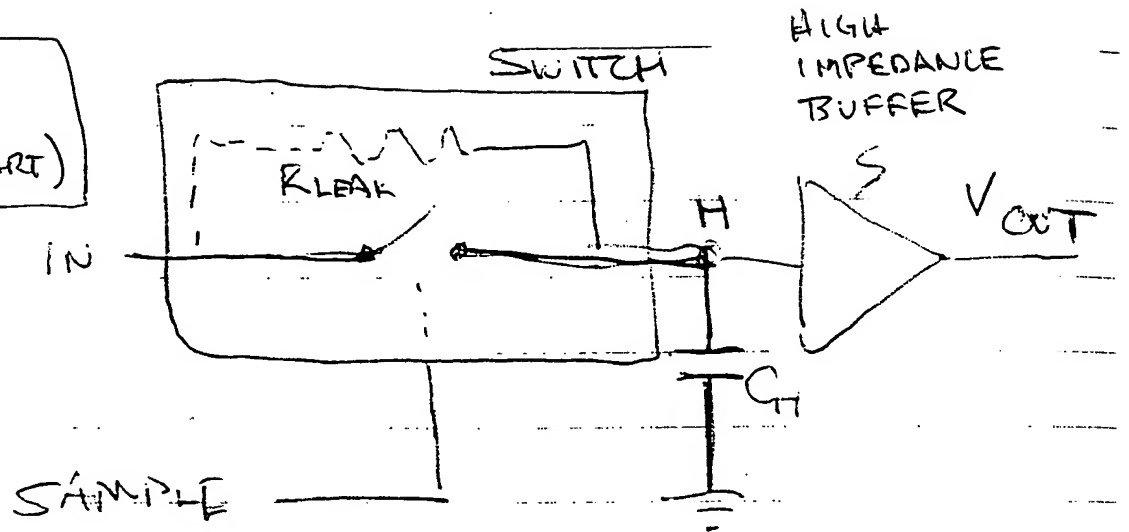 HIGH
IMPEDANCE
BUFFER
SWITCH
RLEAK
H
VOUT
IN
CH
SAMPLE